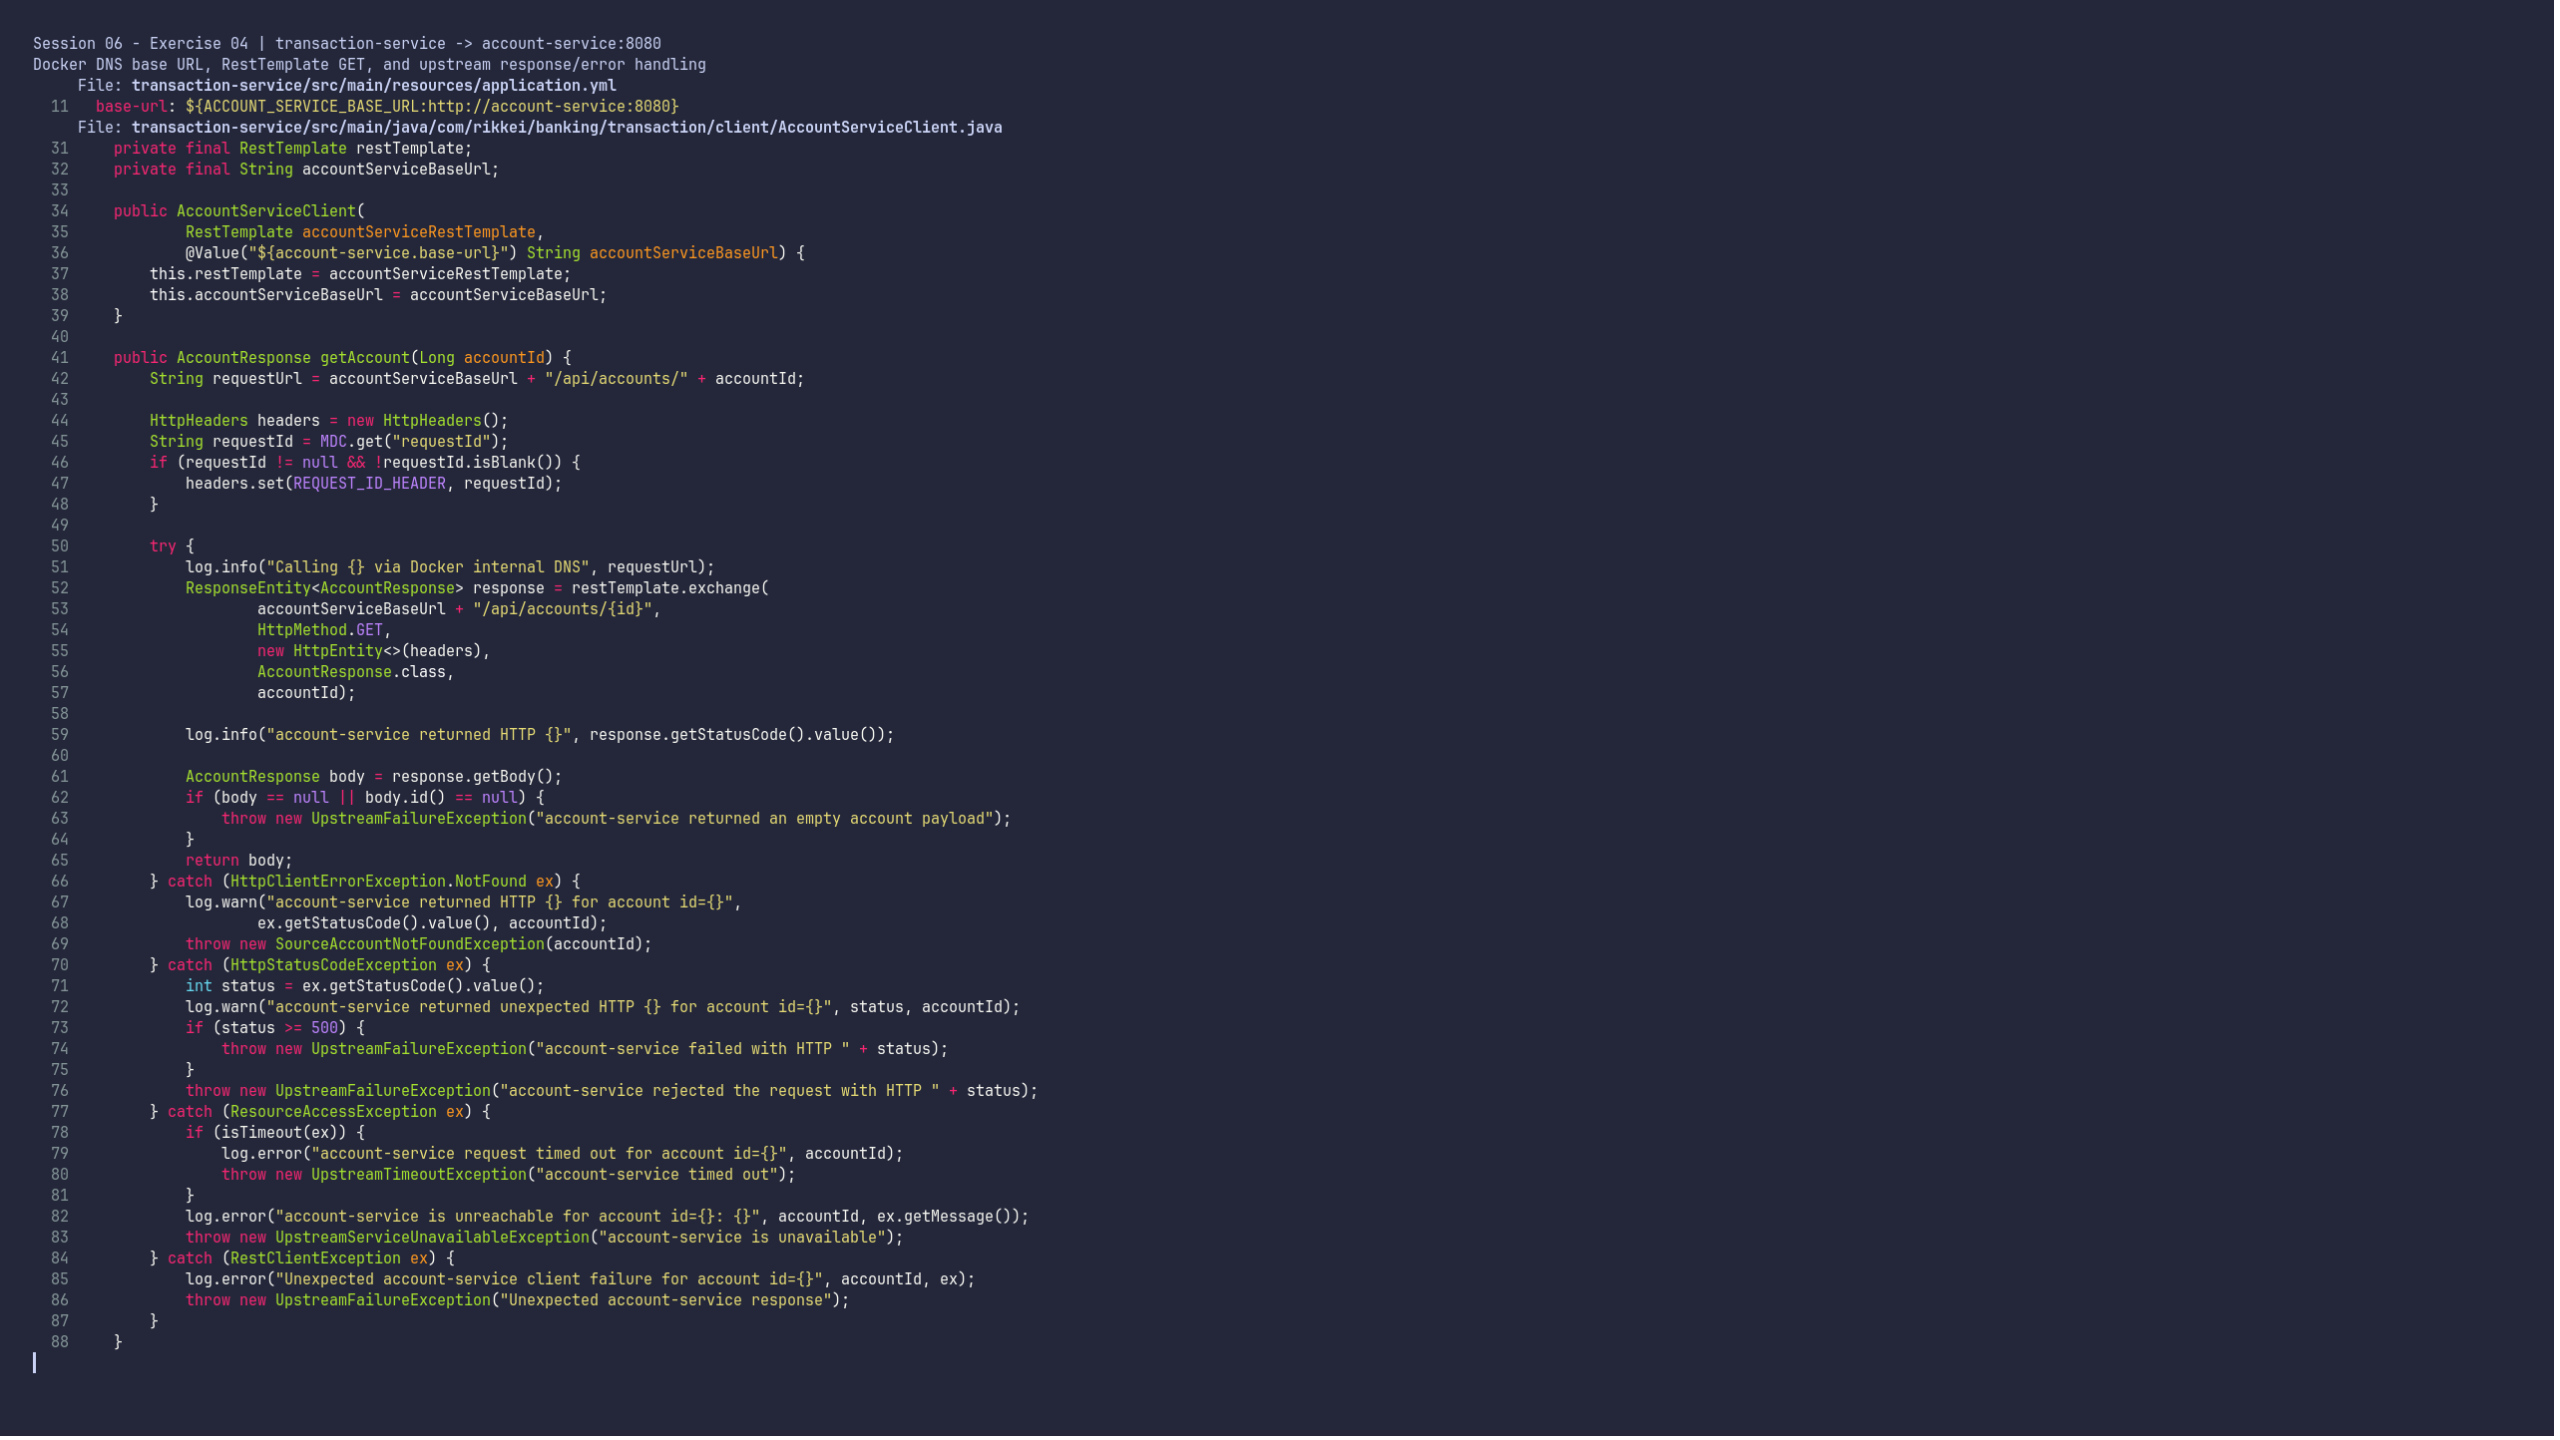 Session 06 - Exercise 04 | transaction-service -> account-service:8080
Docker DNS base URL, RestTemplate GET, and upstream response/error handling
     File: transaction-service/src/main/resources/application.yml
  11   base-url: ${ACCOUNT_SERVICE_BASE_URL:http://account-service:8080}
     File: transaction-service/src/main/java/com/rikkei/banking/transaction/client/AccountServiceClient.java
  31     private final RestTemplate restTemplate;
  32     private final String accountServiceBaseUrl;
  33
  34     public AccountServiceClient(
  35             RestTemplate accountServiceRestTemplate,
  36             @Value("${account-service.base-url}") String accountServiceBaseUrl) {
  37         this.restTemplate = accountServiceRestTemplate;
  38         this.accountServiceBaseUrl = accountServiceBaseUrl;
  39     }
  40
  41     public AccountResponse getAccount(Long accountId) {
  42         String requestUrl = accountServiceBaseUrl + "/api/accounts/" + accountId;
  43
  44         HttpHeaders headers = new HttpHeaders();
  45         String requestId = MDC.get("requestId");
  46         if (requestId != null && !requestId.isBlank()) {
  47             headers.set(REQUEST_ID_HEADER, requestId);
  48         }
  49
  50         try {
  51             log.info("Calling {} via Docker internal DNS", requestUrl);
  52             ResponseEntity<AccountResponse> response = restTemplate.exchange(
  53                     accountServiceBaseUrl + "/api/accounts/{id}",
  54                     HttpMethod.GET,
  55                     new HttpEntity<>(headers),
  56                     AccountResponse.class,
  57                     accountId);
  58
  59             log.info("account-service returned HTTP {}", response.getStatusCode().value());
  60
  61             AccountResponse body = response.getBody();
  62             if (body == null || body.id() == null) {
  63                 throw new UpstreamFailureException("account-service returned an empty account payload");
  64             }
  65             return body;
  66         } catch (HttpClientErrorException.NotFound ex) {
  67             log.warn("account-service returned HTTP {} for account id={}",
  68                     ex.getStatusCode().value(), accountId);
  69             throw new SourceAccountNotFoundException(accountId);
  70         } catch (HttpStatusCodeException ex) {
  71             int status = ex.getStatusCode().value();
  72             log.warn("account-service returned unexpected HTTP {} for account id={}", status, accountId);
  73             if (status >= 500) {
  74                 throw new UpstreamFailureException("account-service failed with HTTP " + status);
  75             }
  76             throw new UpstreamFailureException("account-service rejected the request with HTTP " + status);
  77         } catch (ResourceAccessException ex) {
  78             if (isTimeout(ex)) {
  79                 log.error("account-service request timed out for account id={}", accountId);
  80                 throw new UpstreamTimeoutException("account-service timed out");
  81             }
  82             log.error("account-service is unreachable for account id={}: {}", accountId, ex.getMessage());
  83             throw new UpstreamServiceUnavailableException("account-service is unavailable");
  84         } catch (RestClientException ex) {
  85             log.error("Unexpected account-service client failure for account id={}", accountId, ex);
  86             throw new UpstreamFailureException("Unexpected account-service response");
  87         }
  88     }